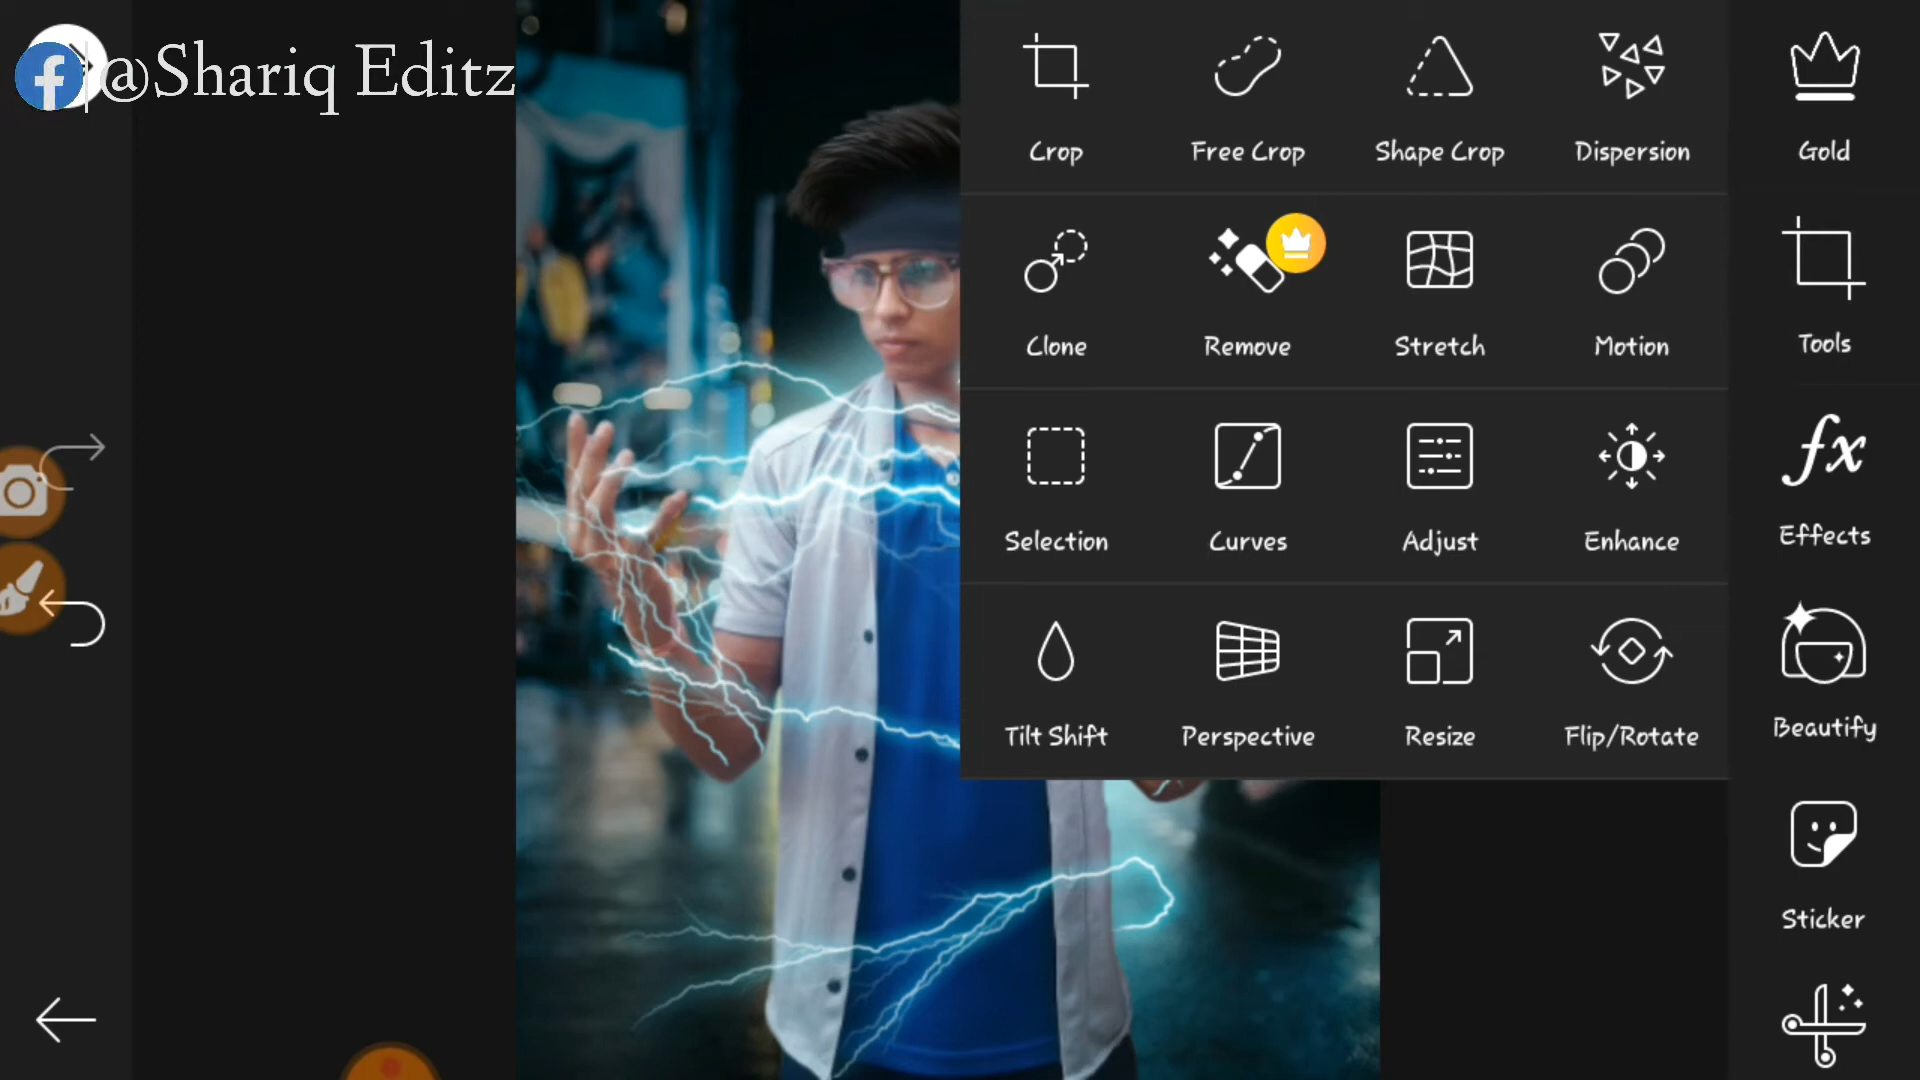 @Shariq Editz
Crop
Free Crop
Shape Crop
Dispersion
Gold
Clone
Remove
Stretch
Motion
Tools
Selection
Curves
Adjust
Enhance
fx
Effects
Tilt Shift
Perspective
Resize
Flip/Rotate
Beautify
Sticker